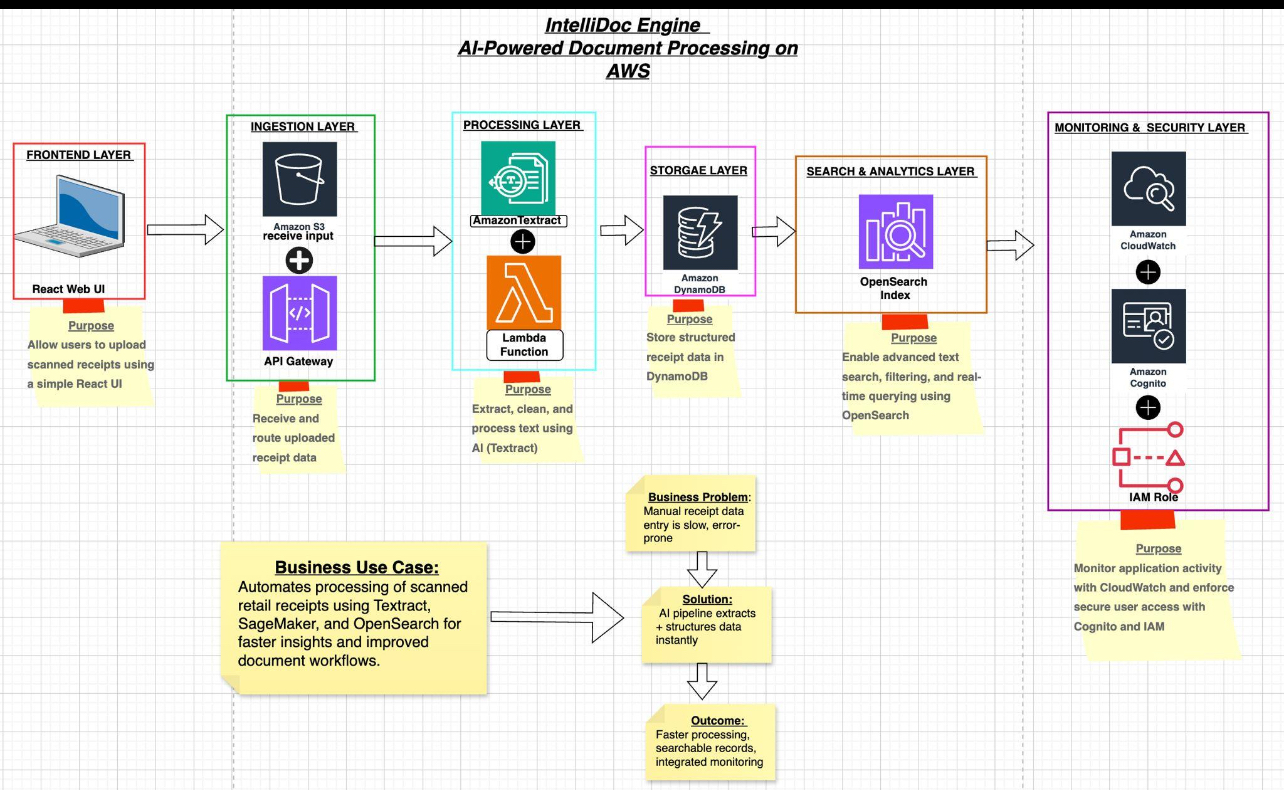 IntelliDoc Engine
AI-Powered Document Processing on
AWS
FRONTEND LAYER
React Web UI
Purpose
Allow users to upload
scanned receipts using
a simple React UI
INGESTION LAYER
Amazon S3
receive input
API Gateway
Purpose
Receive and
route uploaded
receipt data
PROCESSING LAYER
AmazonTextract
Lambda
Function
Purpose
Extract, clean, and
process text using
AI (Textract)
STORGAE LAYER
Amazon
DynamoDB
Purpose
Store structured
receipt data in
DynamoDB
SEARCH & ANALYTICS LAYER
OpenSearch
Index
Purpose
Enable advanced text
search, filtering, and real-
time querying using
OpenSearch
MONITORING & SECURITY LAYER
Amazon
CloudWatch
Amazon
Cognito
IAM Role
Purpose
Monitor application activity
with CloudWatch and enforce
secure user access with
Cognito and IAM
Business Use Case:
Automates processing of scanned
retail receipts using Textract,
SageMaker, and OpenSearch for
faster insights and improved
document workflows.
Business Problem:
Manual receipt data
entry is slow, error-
prone
Solution:
AI pipeline extracts
+ structures data
instantly
Outcome:
Faster processing,
searchable records,
integrated monitoring